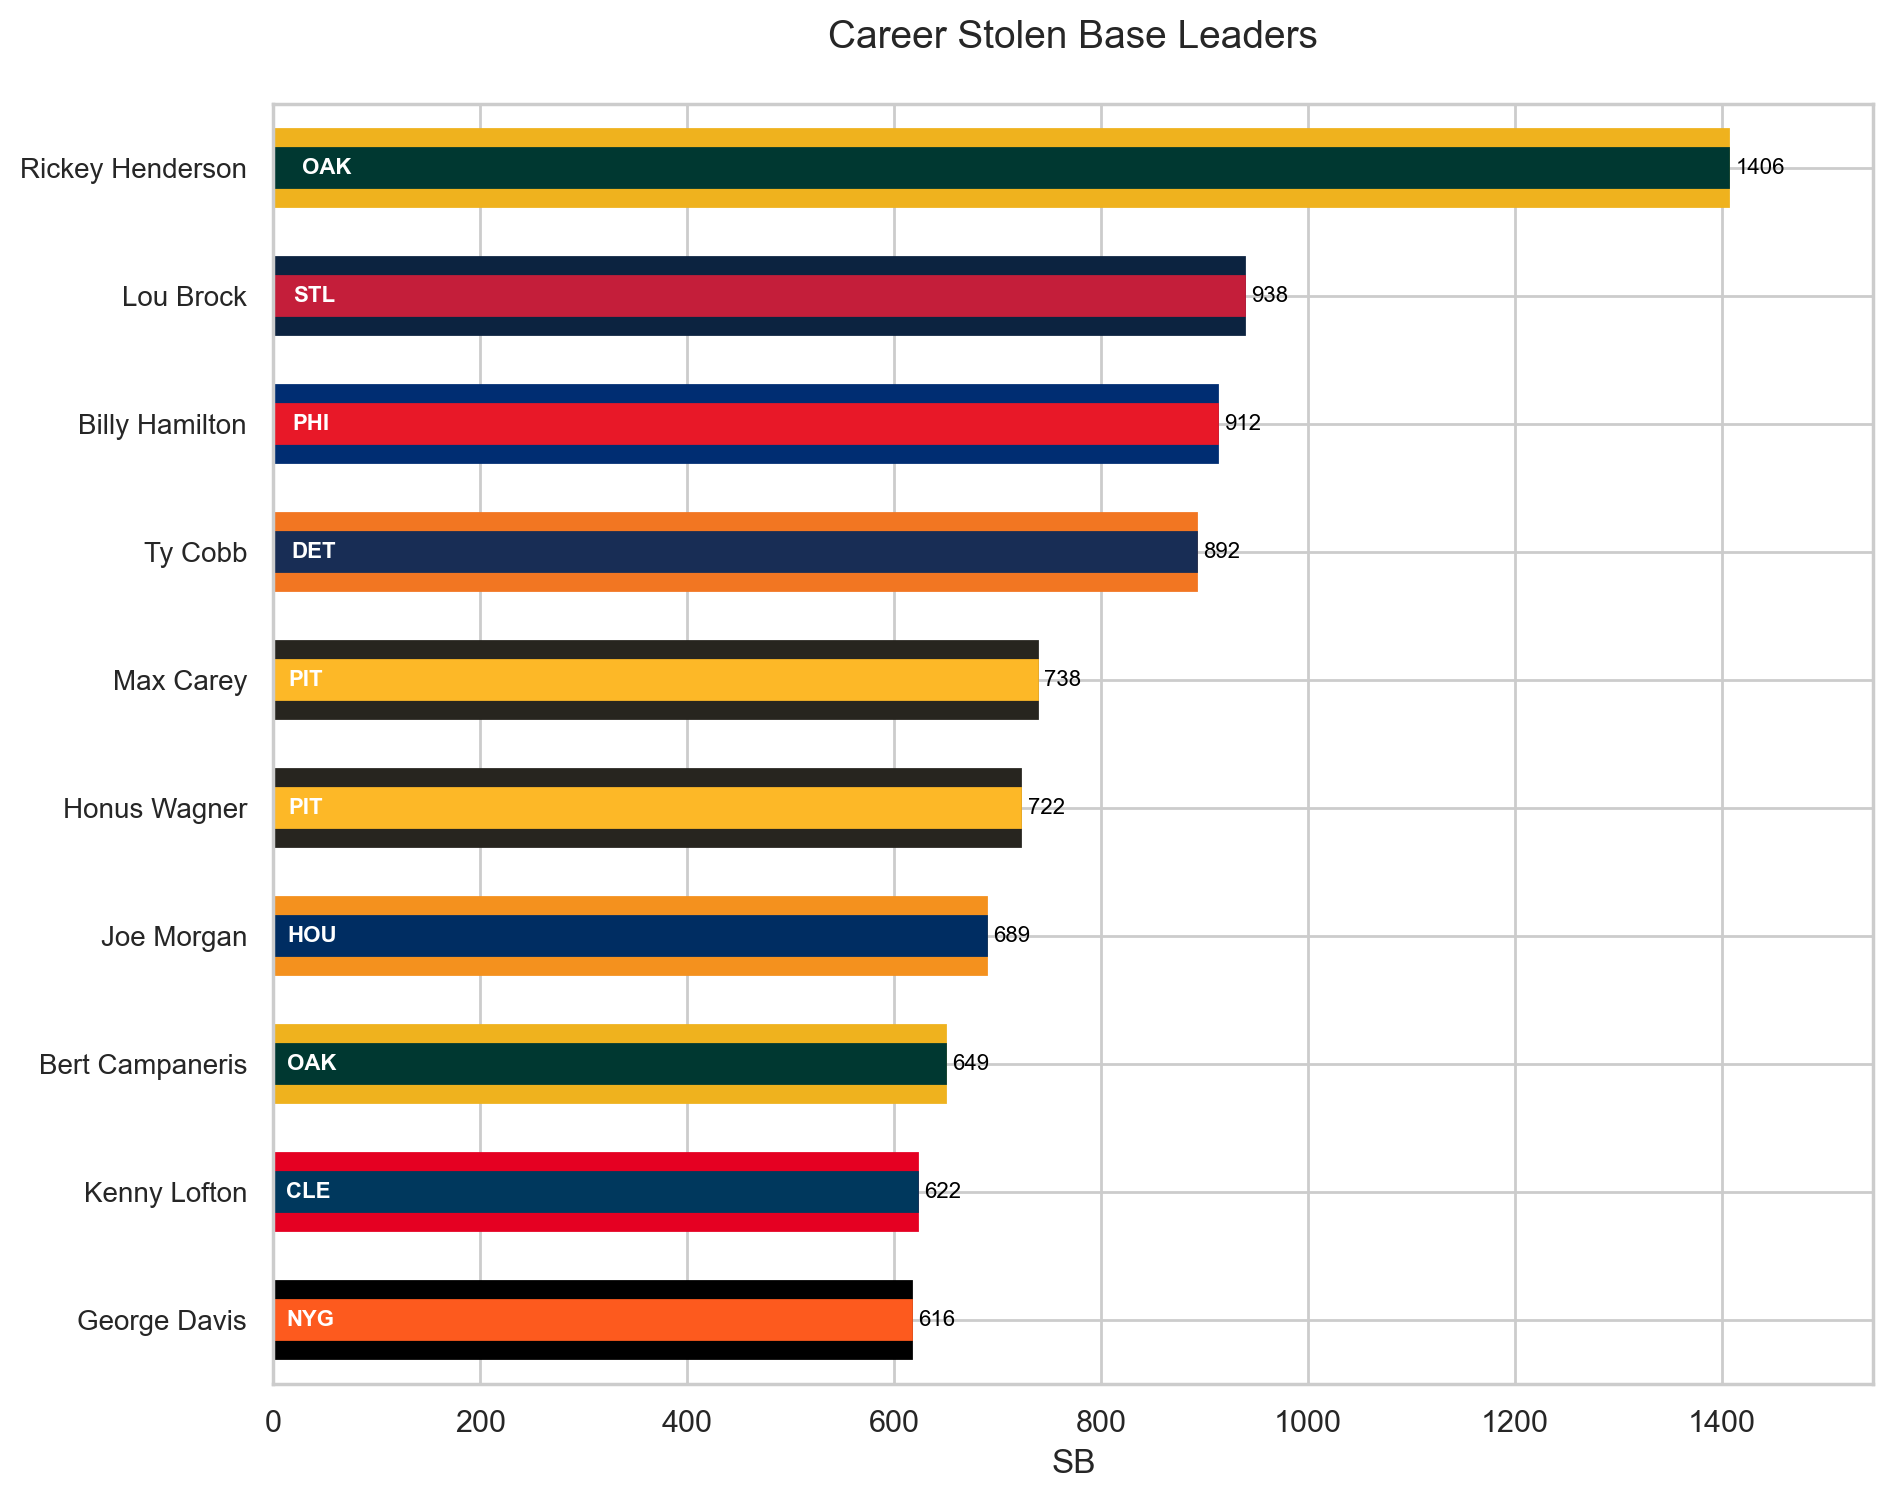 Career Stolen Base Leaders
Rickey Henderson OAK 1406
Lou Brock STL 938
Billy Hamilton PHI 912
Ty Cobb DET 892
Max Carey PIT 738
Honus Wagner PIT 722
Joe Morgan HOU 689
Bert Campaneris OAK 649
Kenny Lofton CLE 622
George Davis NYG 616
0 200 400 600 800 1000 1200 1400
SB